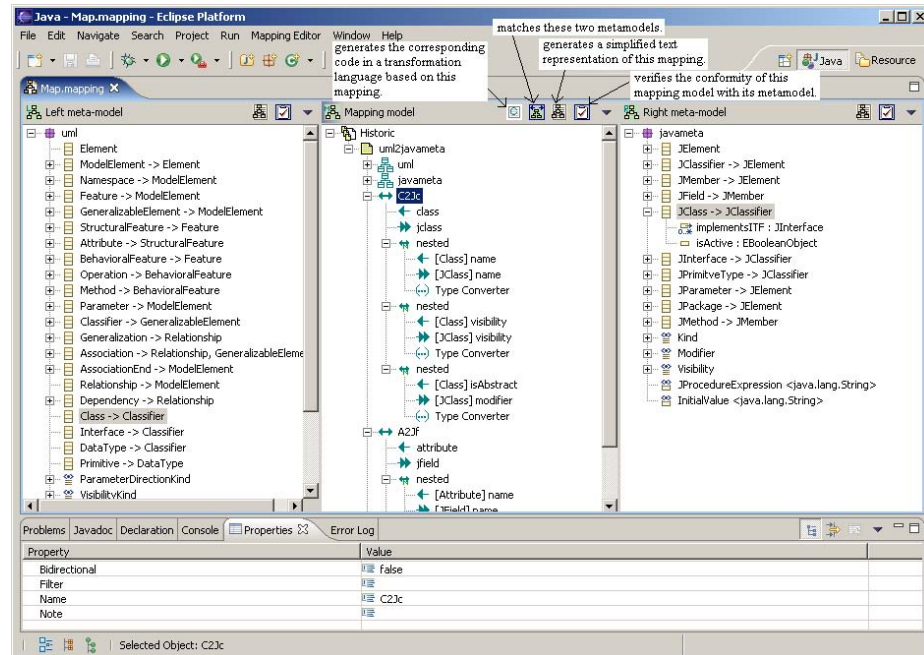 Java - Map.mapping - Eclipse Platform
File Edit Navigate Search Project Run Mapping Editor Window Help
generates the corresponding
code in a transformation
language based on this
mapping.
matches these two metamodels.
generates a simplified text
representation of this mapping.
verifies the conformity of this
mapping model with its metamodel.
Java
Resource
Map.mapping
Left meta-model
uml
Element
ModelElement -> Element
Namespace -> ModelElement
Feature -> ModelElement
GeneralizableElement -> ModelElement
StructuralFeature -> Feature
Attribute -> StructuralFeature
BehavioralFeature -> Feature
Operation -> BehavioralFeature
Method -> BehavioralFeature
Parameter -> ModelElement
Classifier -> GeneralizableElement
Generalization -> Relationship
Association -> Relationship, GeneralizableEleme
AssociationEnd -> ModelElement
Relationship -> ModelElement
Dependency -> Relationship
Class -> Classifier
Interface -> Classifier
DataType -> Classifier
Primitive -> DataType
ParameterDirectionKind
VisibilityKind
Mapping model
Historic
uml2javameta
uml
javameta
C2Jc
class
jclass
nested
[Class] name
[JClass] name
Type Converter
nested
[Class] visibility
[JClass] visibility
Type Converter
nested
[Class] isAbstract
[JClass] modifier
Type Converter
A2Jf
attribute
jfield
nested
[Attribute] name
[JField] name
Right meta-model
javameta
JElement
JClassifier -> JElement
JMember -> JElement
JField -> JMember
JClass -> JClassifier
implementsITF : JInterface
isActive : EBooleanObject
JInterface -> JClassifier
JPrimitveType -> JClassifier
JParameter -> JElement
JPackage -> JElement
JMethod -> JMember
Kind
Modifier
Visibility
JProcedureExpression <java.lang.String>
InitialValue <java.lang.String>
Problems Javadoc Declaration Console Properties Error Log
Property Value
Bidirectional false
Filter
Name C2Jc
Note
Selected Object: C2Jc